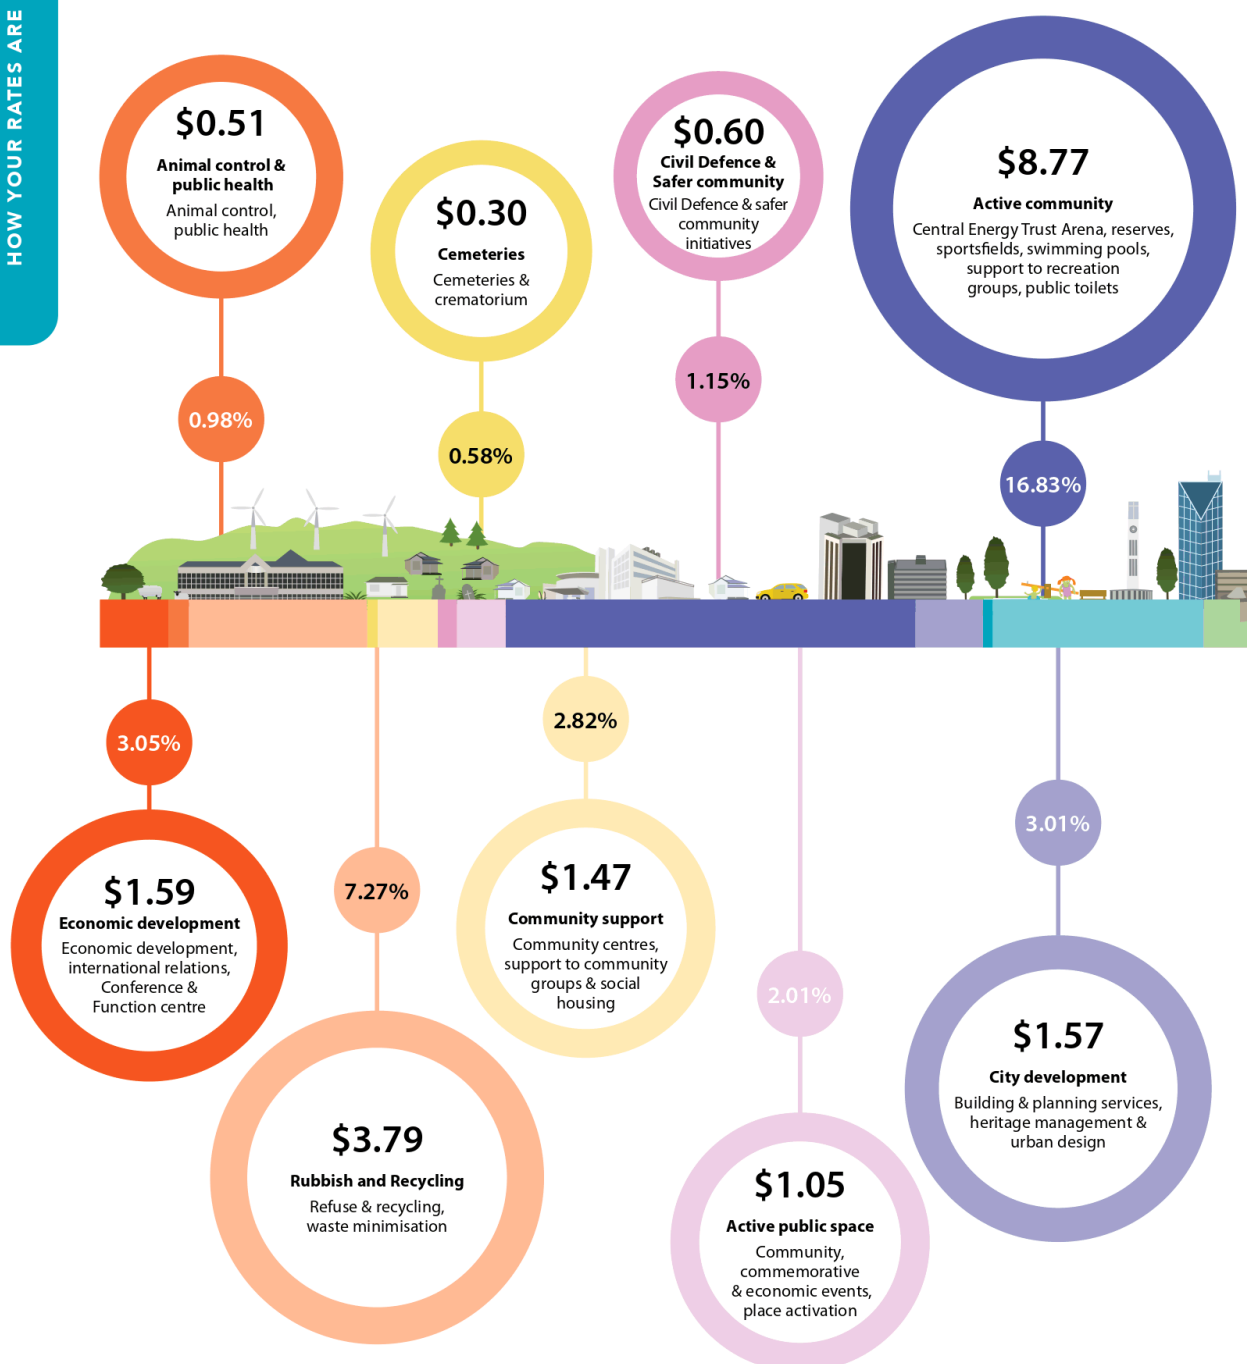 HOW YOUR RATES ARE
$0.51
Animal control &
public health
Animal control,
public health
0.98%
$0.30
Cemeteries
Cemeteries &
crematorium
0.58%
$0.60
Civil Defence &
Safer community
Civil Defence & safer
community
initiatives
1.15%
$8.77
Active community
Central Energy Trust Arena, reserves,
sportsfields, swimming pools,
support to recreation
groups, public toilets
16.83%
3.05%
$1.59
Economic development
Economic development,
international relations,
Conference &
Function centre
7.27%
$3.79
Rubbish and Recycling
Refuse & recycling,
waste minimisation
2.82%
$1.47
Community support
Community centres,
support to community
groups & social
housing
2.01%
$1.05
Active public space
Community,
commemorative
& economic events,
place activation
3.01%
$1.57
City development
Building & planning services,
heritage management &
urban design